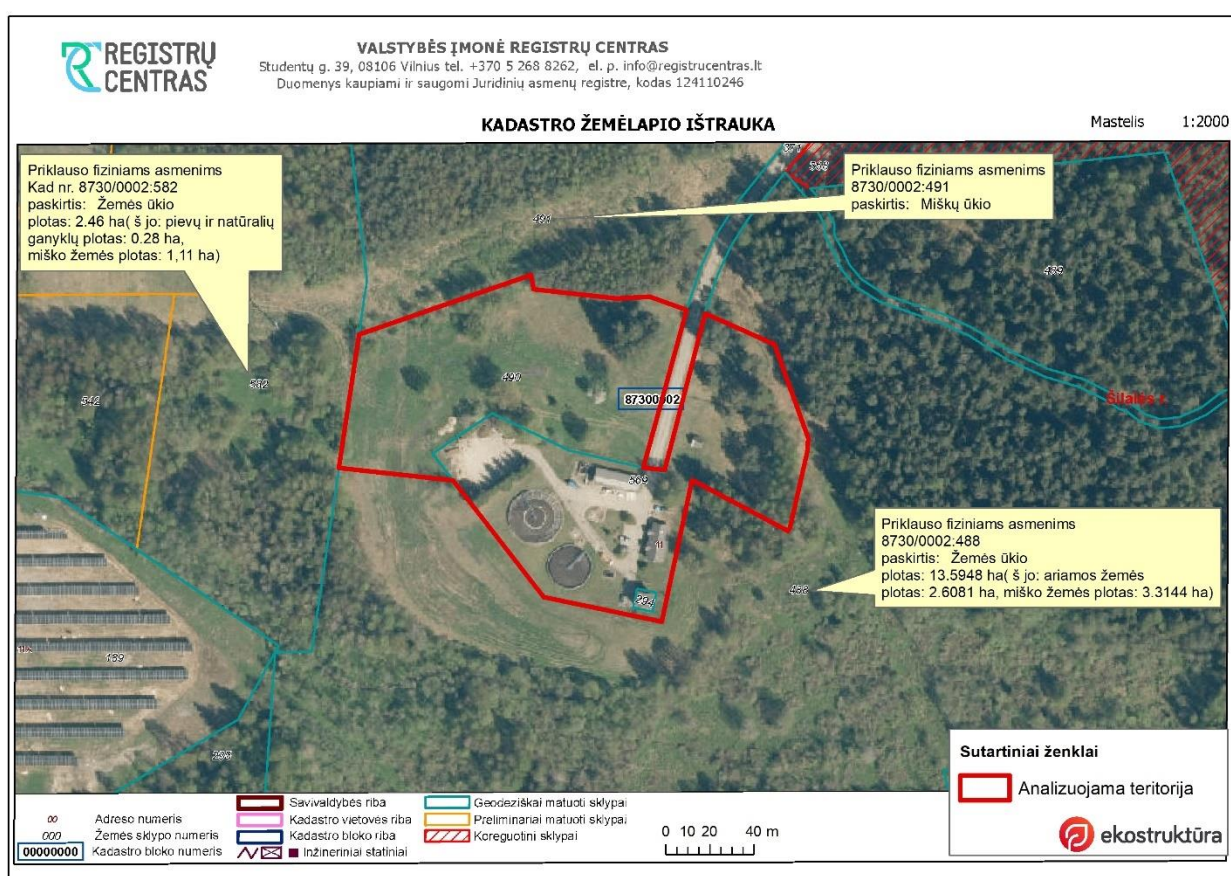 REGISTRŲ
CENTRAS
VALSTYBĖS ĮMONĖ REGISTRŲ CENTRAS
Studentų g. 39, 08106 Vilnius tel. +370 5 268 8262, el. p. info@registrucentras.lt
Duomenys kaupiami ir saugomi Juridinių asmenų registre, kodas 124110246
KADASTRO ŽEMĖLAPIO IŠTRAUKA
Mastelis 1:2000
Priklauso fiziniams asmenims
Kad nr. 8730/0002:582
paskirtis: Žemės ūkio
plotas: 2.46 ha( š jo: pievų ir natūralių
ganyklų plotas: 0.28 ha,
miško žemės plotas: 1,11 ha)
Priklauso fiziniams asmenims
8730/0002:491
paskirtis: Miškų ūkio
371
491
499
490
87300002
582
542
Šilalės r
569
11
294
Priklauso fiziniams asmenims
8730/0002:488
paskirtis: Žemės ūkio
plotas: 13.5948 ha( š jo: ariamos žemės
plotas: 2.6081 ha, miško žemės plotas: 3.3144 ha)
488
189
Sutartiniai ženklai
Analizuojama teritorija
ekostruktūra
00 Adreso numeris
000 Žemės sklypo numeris
00000000 Kadastro bloko numeris
Savivaldybės riba
Kadastro vietovės riba
Kadastro bloko riba
Inžineriniai statiniai
Geodeziškai matuoti sklypai
Preliminariai matuoti sklypai
Koreguotini sklypai
0 10 20 40 m